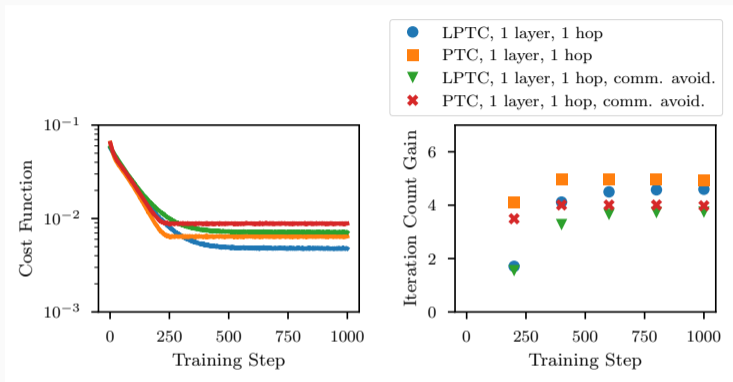 LPTC, 1 layer, 1 hop
PTC, 1 layer, 1 hop
LPTC, 1 layer, 1 hop, comm. avoid.
PTC, 1 layer, 1 hop, comm. avoid.
Cost Function
10⁻¹
10⁻²
10⁻³
0 250 500 750 1000
Training Step
Iteration Count Gain
6
4
2
0
0 250 500 750 1000
Training Step